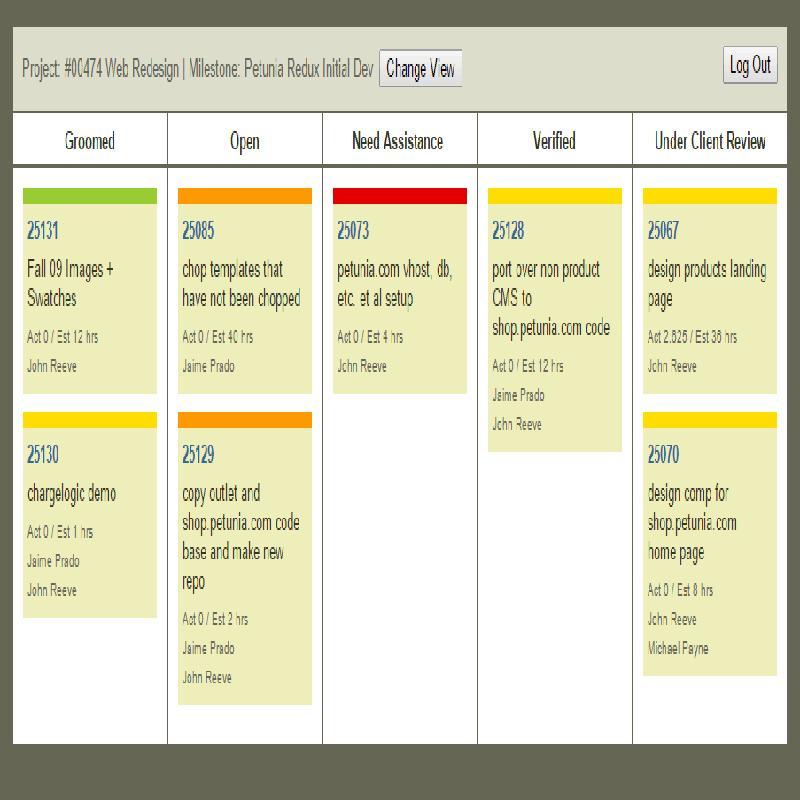 Project: #00474 Web Redesign | Milestone: Petunia Redux Initial Dev Change View Log Out
Groomed Open Need Assistance Verified Under Client Review
25131
Fall 09 Images +
Swatches
Act 0 / Est 12 hrs
John Reeve
25130
chargelogic demo
Act 0 / Est 1 hrs
Jaime Prado
John Reeve
25085
chop templates that
have not been chopped
Act 0 / Est 40 hrs
Jaime Prado
25129
copy outlet and
shop.petunia.com code
base and make new
repo
Act 0 / Est 2 hrs
Jaime Prado
John Reeve
25073
petunia.com vhost, db,
etc. et al setup
Act 0 / Est 4 hrs
John Reeve
25128
port over non product
CMS to
shop.petunia.com code
Act 0 / Est 12 hrs
Jaime Prado
John Reeve
25067
design products landing
page
Act 2.625 / Est 36 hrs
John Reeve
25070
design comp for
shop.petunia.com
home page
Act 0 / Est 8 hrs
John Reeve
Michael Payne